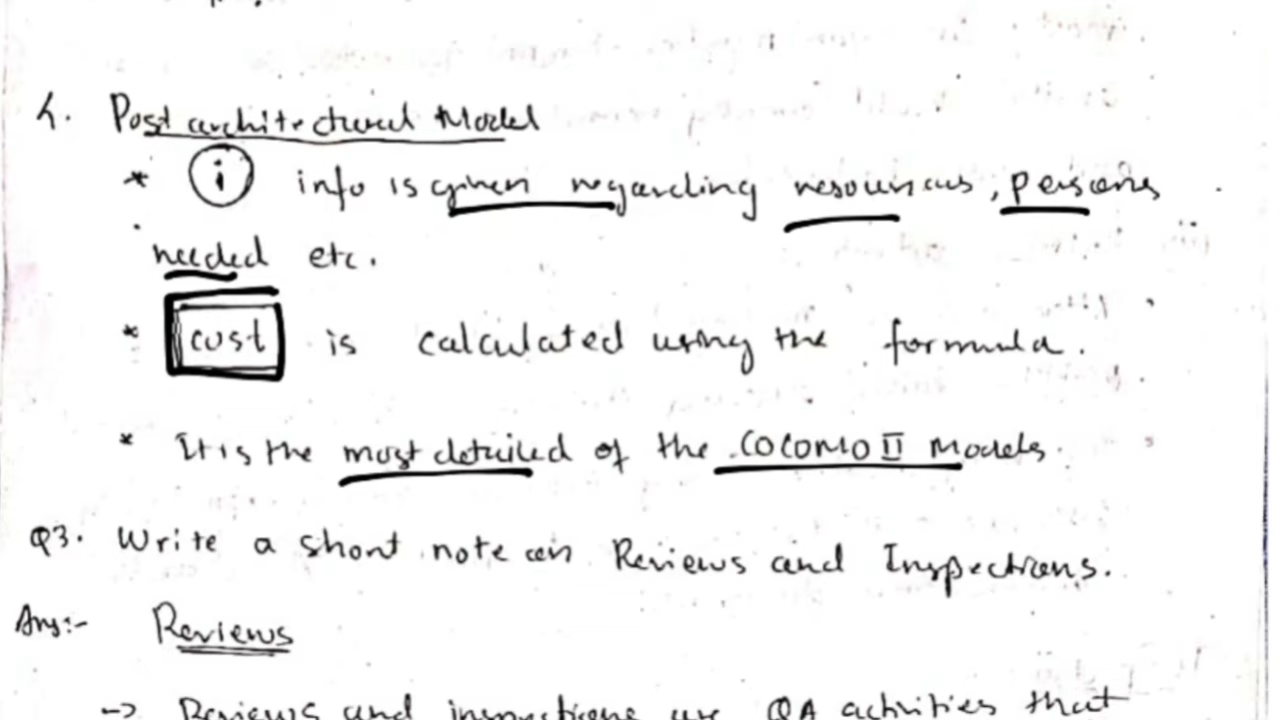 4. Post architectural Model
* i info is given regarding resources, persons
needed etc.
* cost is calculated using the formula.
* It is the most detailed of the COCOMO II Models.
Q3. Write a short note on Reviews and Inspections.
Ans:- Reviews
-> Reviews and inspections are QA activities that